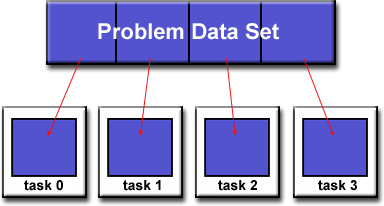 Problem Data Set
task 0
task 1
task 2
task 3